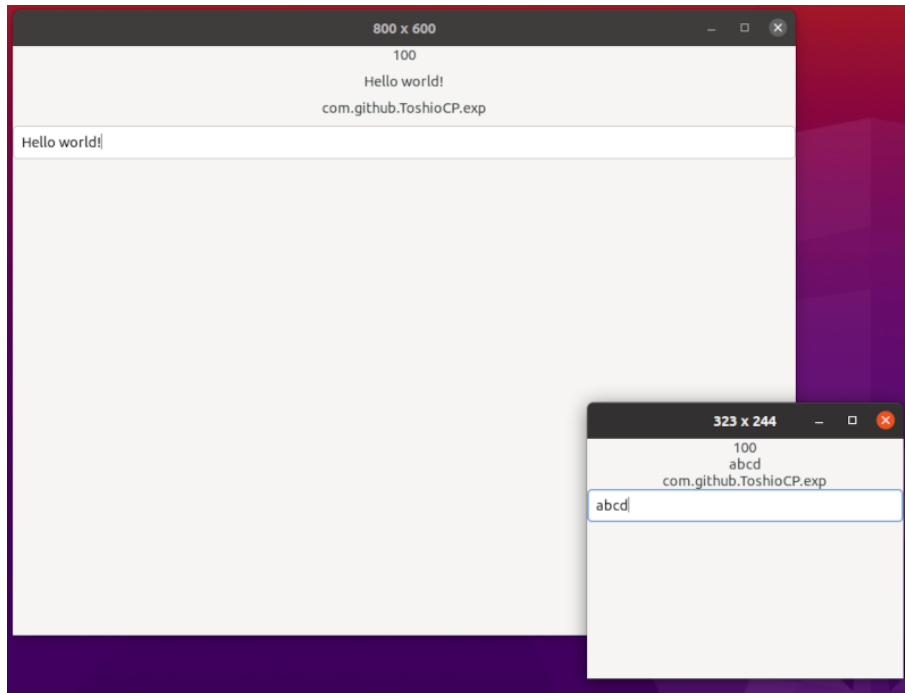 800 x 600
100
Hello world!
com.github.ToshioCP.exp
Hello world!
323 x 244
100
abcd
com.github.ToshioCP.exp
abcd